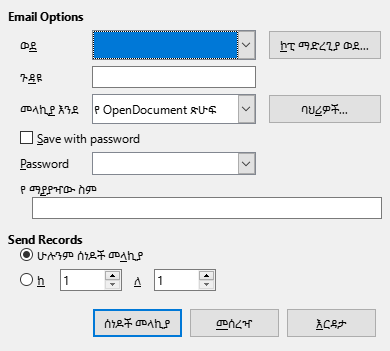 Email Options
ወደ
ኮፒ ማድረጊያ ወደ...
ጉዳዩ
መላኪያ እንደ
የ OpenDocument ጽሁፍ
ባህሪዎች...
Save with password
Password
የ ማያያዣው ስም
Send Records
ሁሉንም ሰነዶች መላኪያ
ከ 1 ለ 1
ሰነዶች መላኪያ
መሰረዣ
እርዳታ